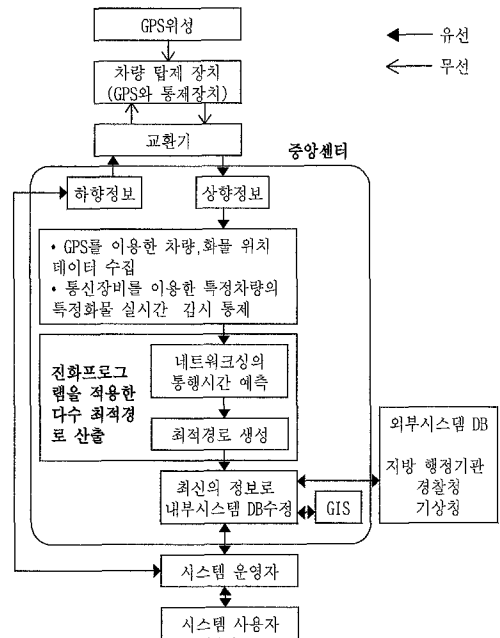 GPS위성
유선
차량 탑제 장치
(GPS와 통제장치)
무선
교환기
중앙센터
하향정보
상향정보
• GPS를 이용한 차량,화물 위치
데이터 수집
• 통신장비를 이용한 특정차량의
특정화물 실시간 감시 통제
진화프로그
램을 적용한
다수 최적경
로 산출
네트워크싱의
통행시간 예측
최적경로 생성
외부시스템 DB
지방 행정기관
경찰청
기상청
최신의 정보로
내부시스템 DB수정
GIS
시스템 운영자
시스템 사용자